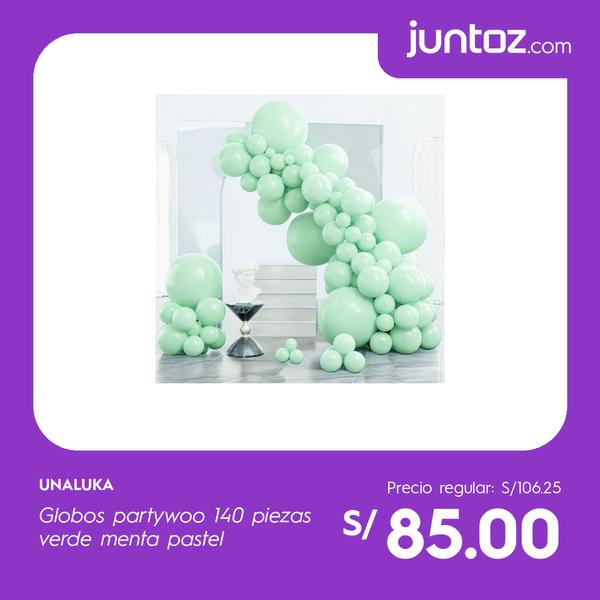 juntoz.com
UNALUKA
Globos partywoo 140 piezas
verde menta pastel
Precio regular: S/106.25
S/ 85.00